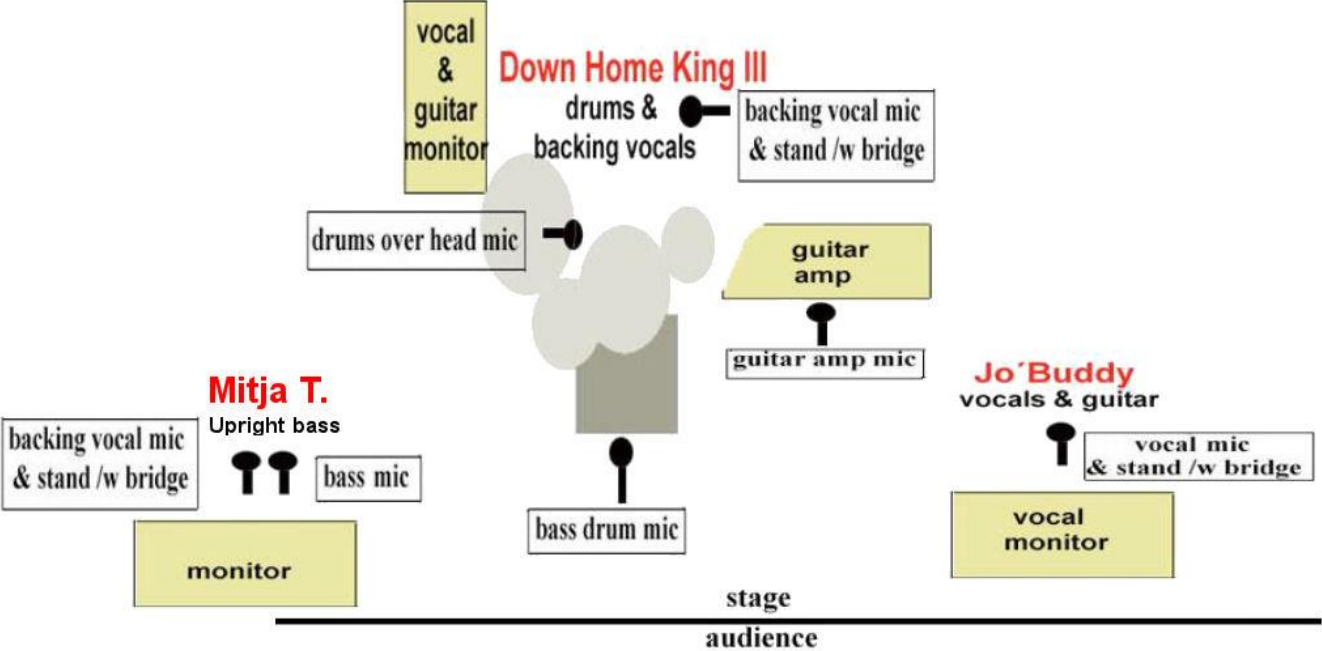 vocal
&
guitar
monitor
Down Home King III
drums &
backing vocals
backing vocal mic
& stand /w bridge
drums over head mic
guitar
amp
guitar amp mic
Mitja T.
Upright bass
backing vocal mic
& stand /w bridge
bass mic
monitor
bass drum mic
Jo´Buddy
vocals & guitar
vocal mic
& stand /w bridge
vocal
monitor
stage
audience